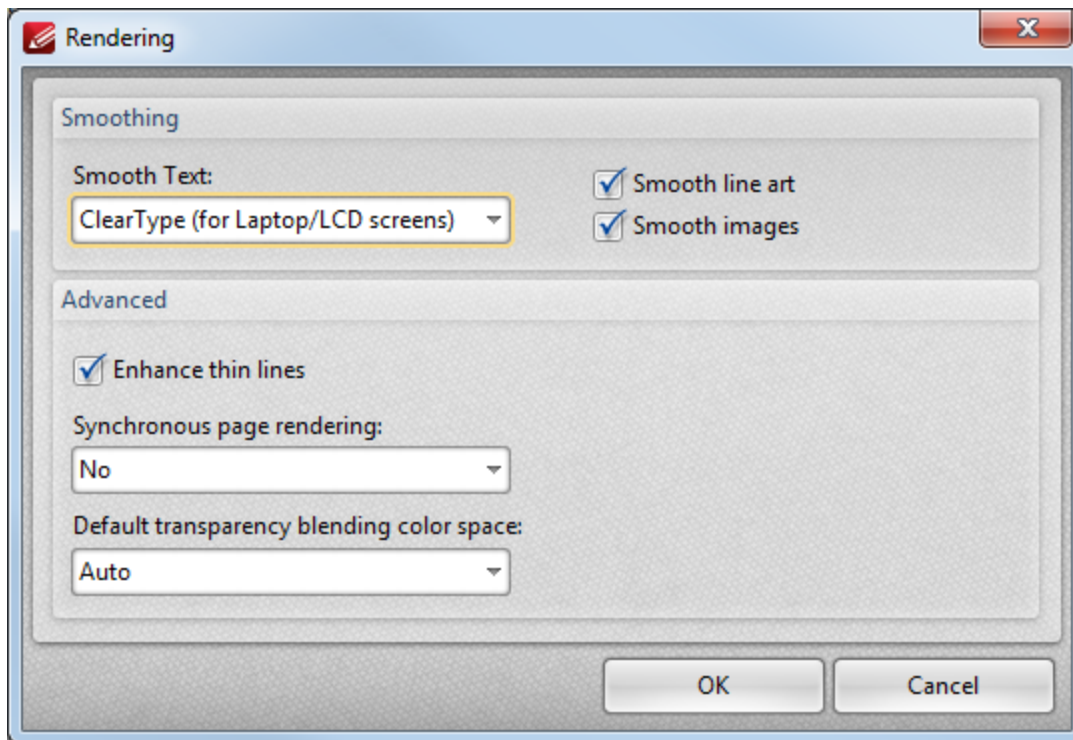 Rendering
Smoothing
Smooth Text:
ClearType (for Laptop/LCD screens)
Smooth line art
Smooth images
Advanced
Enhance thin lines
Synchronous page rendering:
No
Default transparency blending color space:
Auto
OK
Cancel